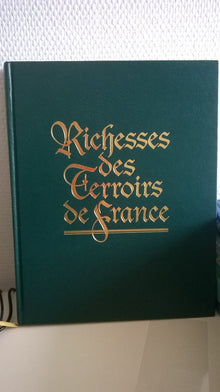 Richesses
des
Terroirs
de France